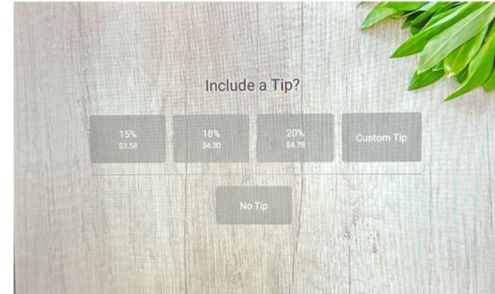 Include a Tip?
15%
$3.58
18%
$4.30
20%
$4.78
Custom Tip
No Tip